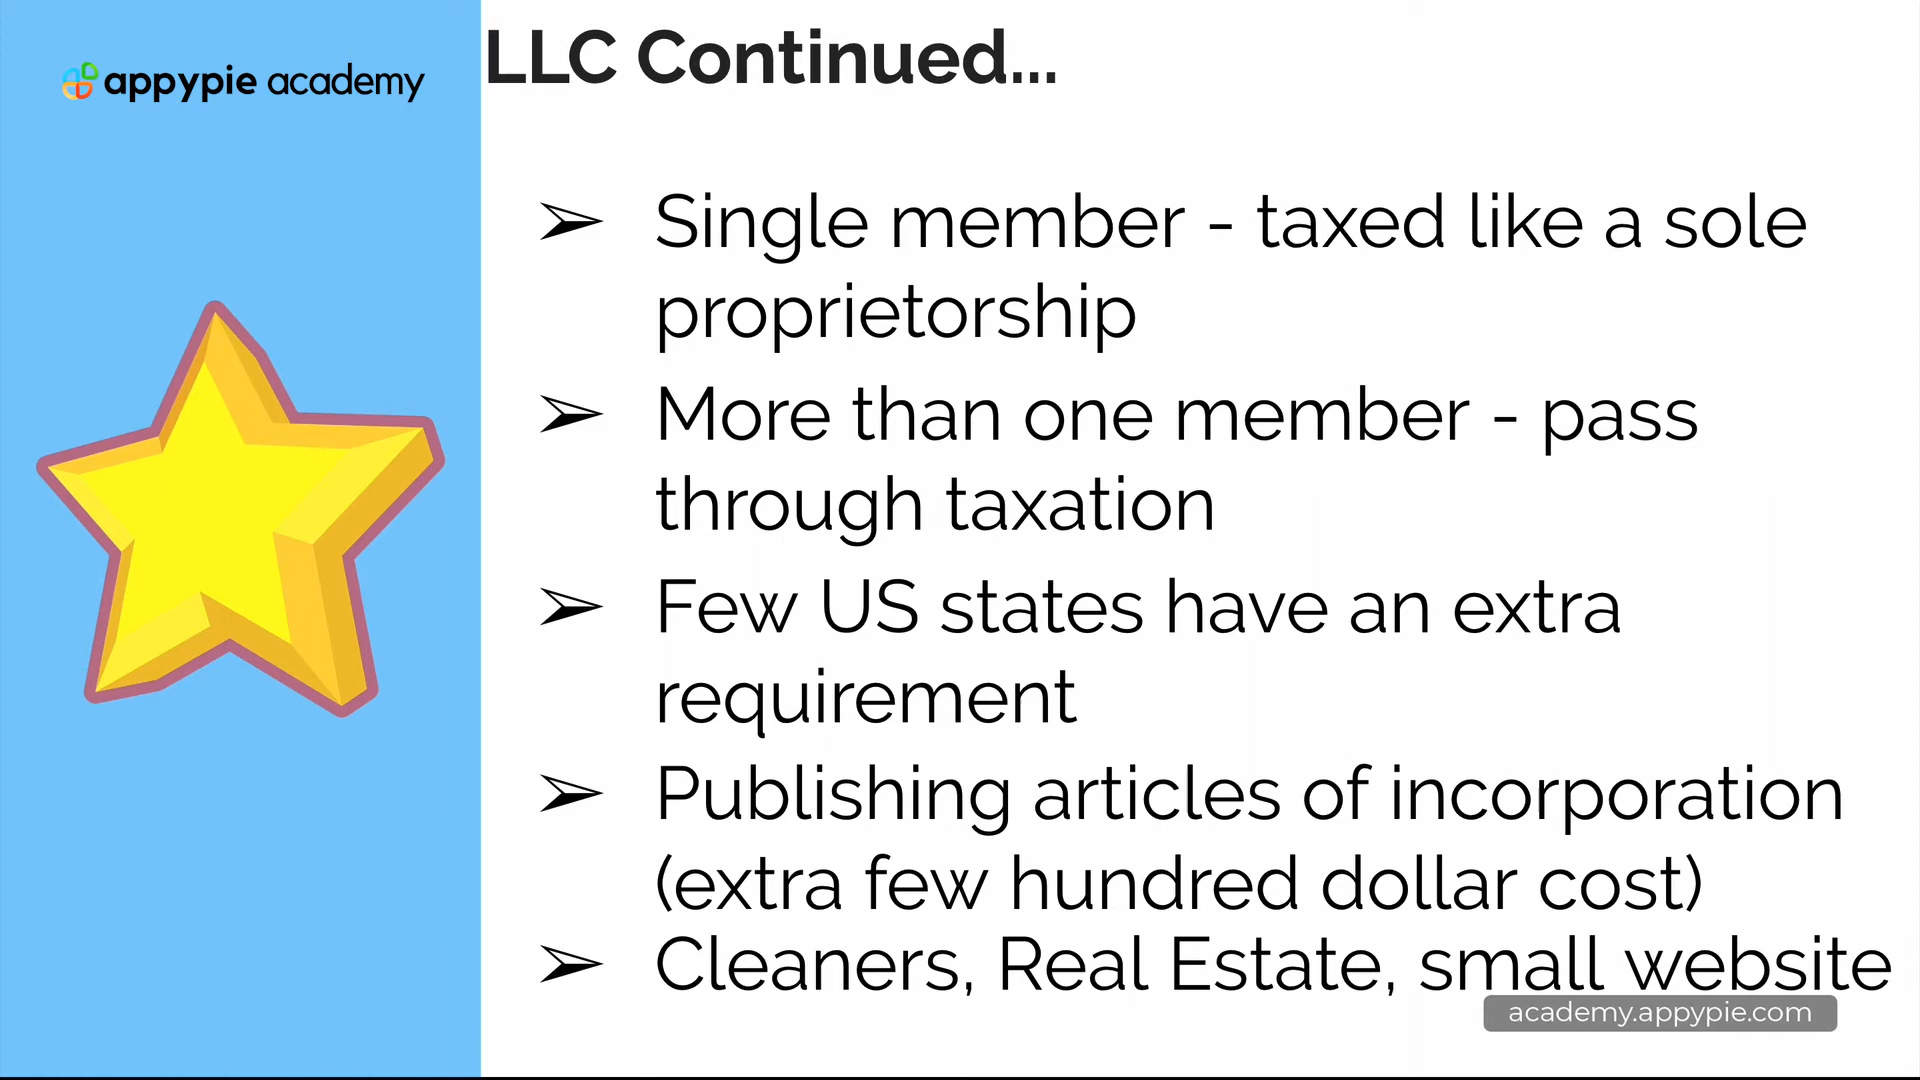 appypie academy
LLC Continued...
➢ Single member - taxed like a sole
proprietorship
➢ More than one member - pass
through taxation
➢ Few US states have an extra
requirement
➢ Publishing articles of incorporation
(extra few hundred dollar cost)
➢ Cleaners, Real Estate, small website
academy.appypie.com